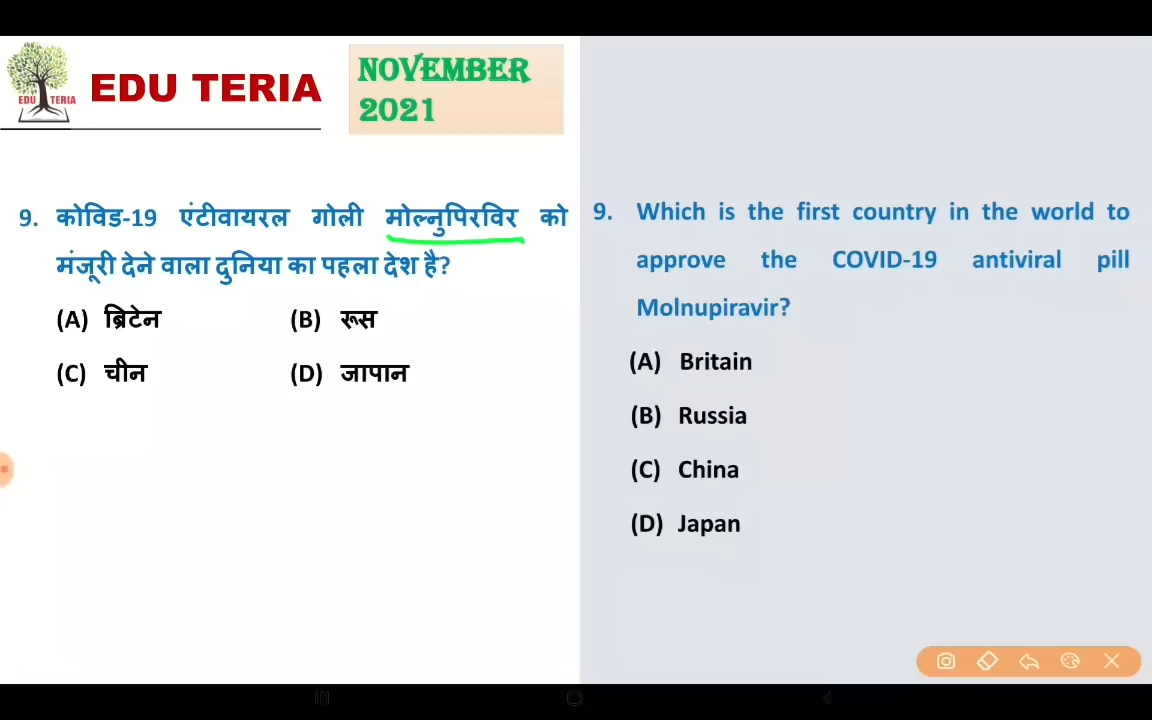 EDU TERIA
EDU TERIA
NOVEMBER
2021
9. कोविड-19 एंटीवायरल गोली मोल्नुपिरविर को
मंजूरी देने वाला दुनिया का पहला देश है?
(A) ब्रिटेन (B) रूस
(C) चीन (D) जापान
9. Which is the first country in the world to
approve the COVID-19 antiviral pill
Molnupiravir?
(A) Britain
(B) Russia
(C) China
(D) Japan